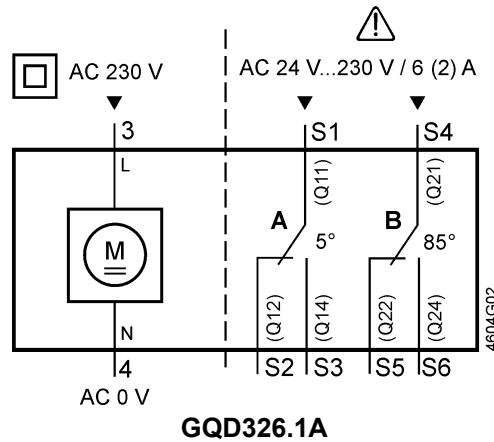 AC 230 V
AC 24 V...230 V / 6 (2) A
3
S1
S4
L
(Q11)
(Q21)
A
5°
B
85°
M
N
(Q12)
(Q14)
(Q22)
(Q24)
4604G02
4
S2
S3
S5
S6
AC 0 V
GQD326.1A